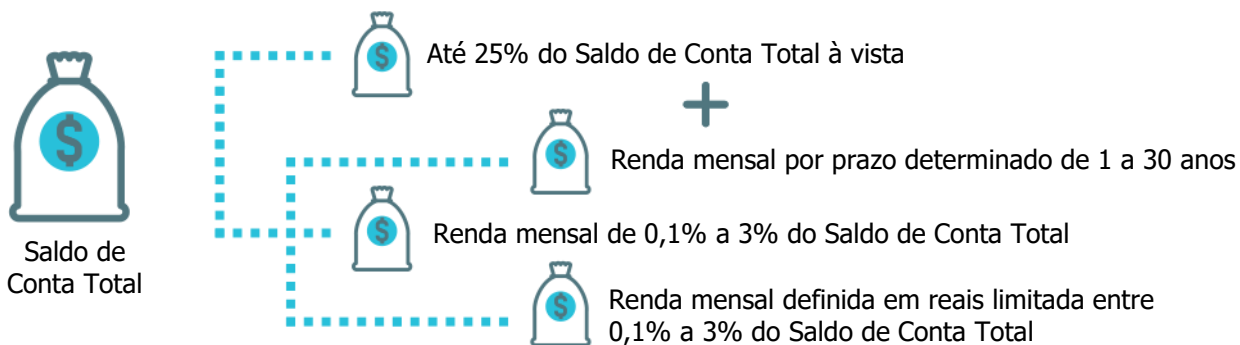 Até 25% do Saldo de Conta Total à vista
Renda mensal por prazo determinado de 1 a 30 anos
Saldo de
Conta Total
Renda mensal de 0,1% a 3% do Saldo de Conta Total
Renda mensal definida em reais limitada entre
0,1% a 3% do Saldo de Conta Total